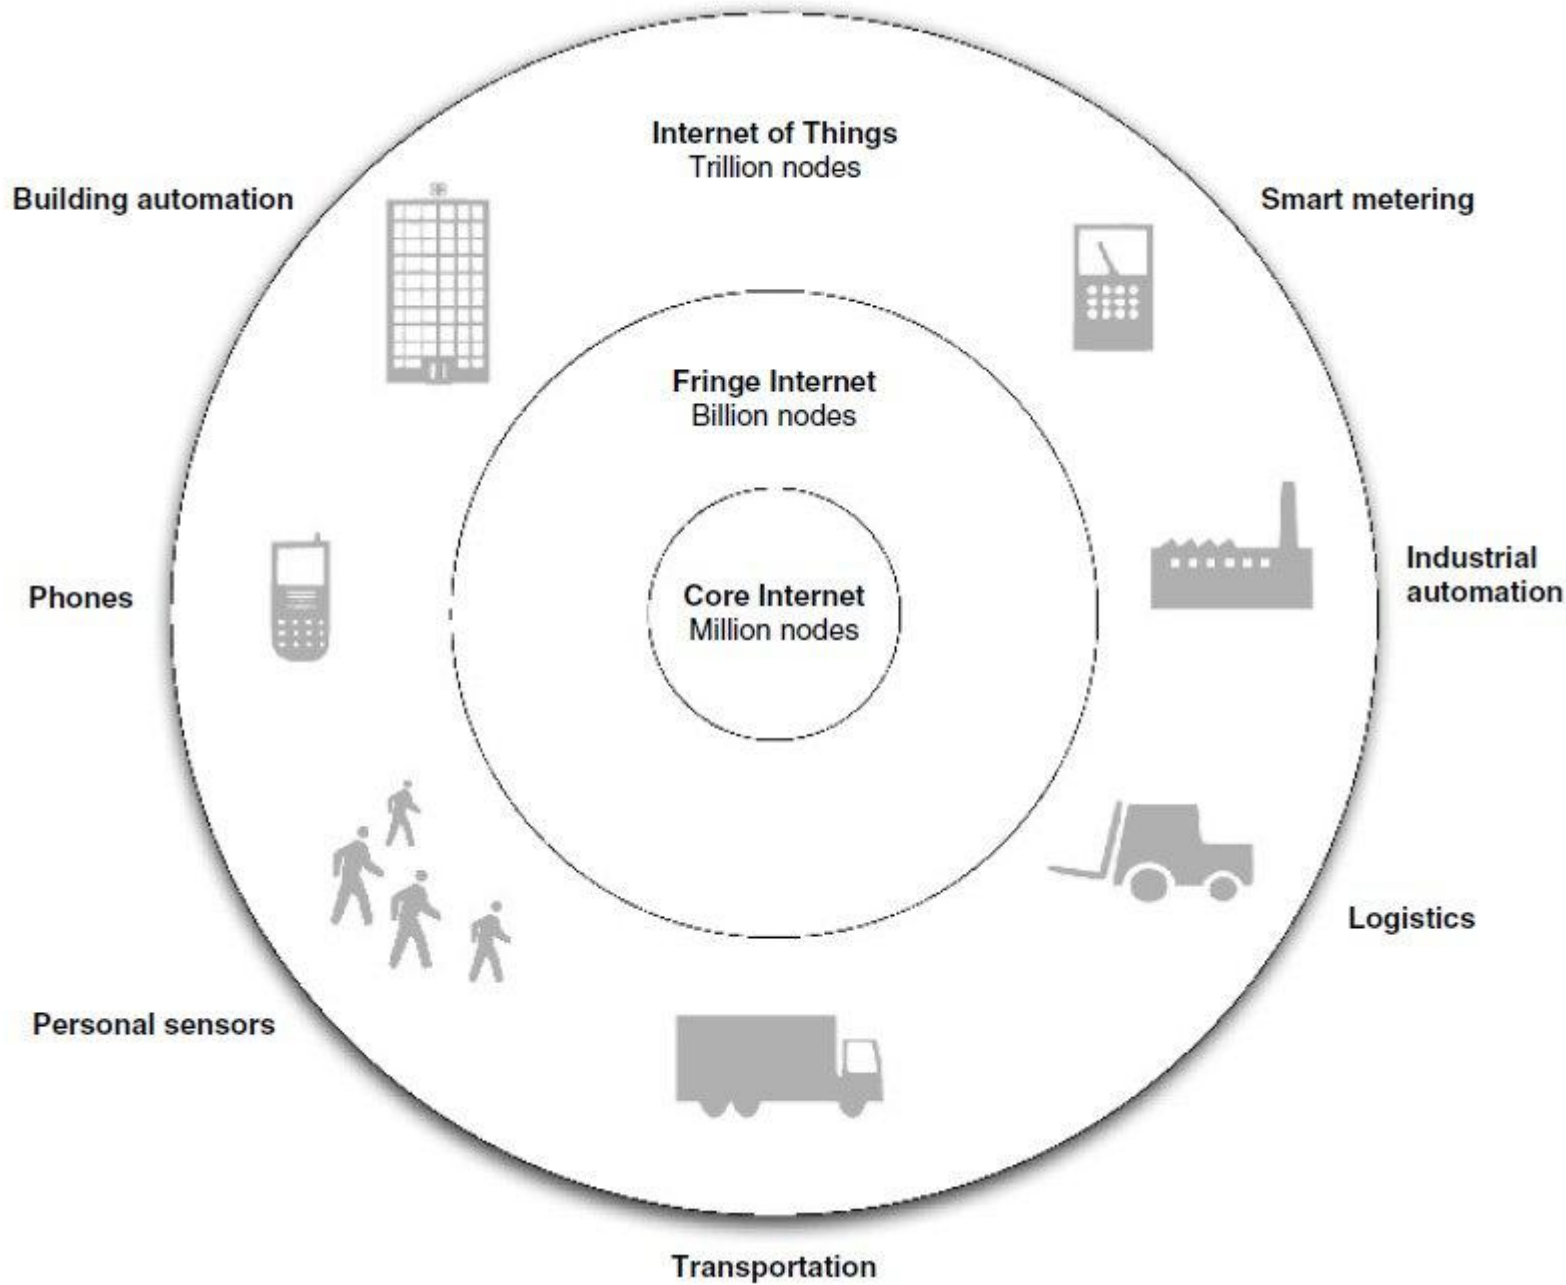 Internet of Things
Trillion nodes
Building automation
Smart metering
Fringe Internet
Billion nodes
Core Internet
Million nodes
Phones
Industrial
automation
Logistics
Personal sensors
Transportation